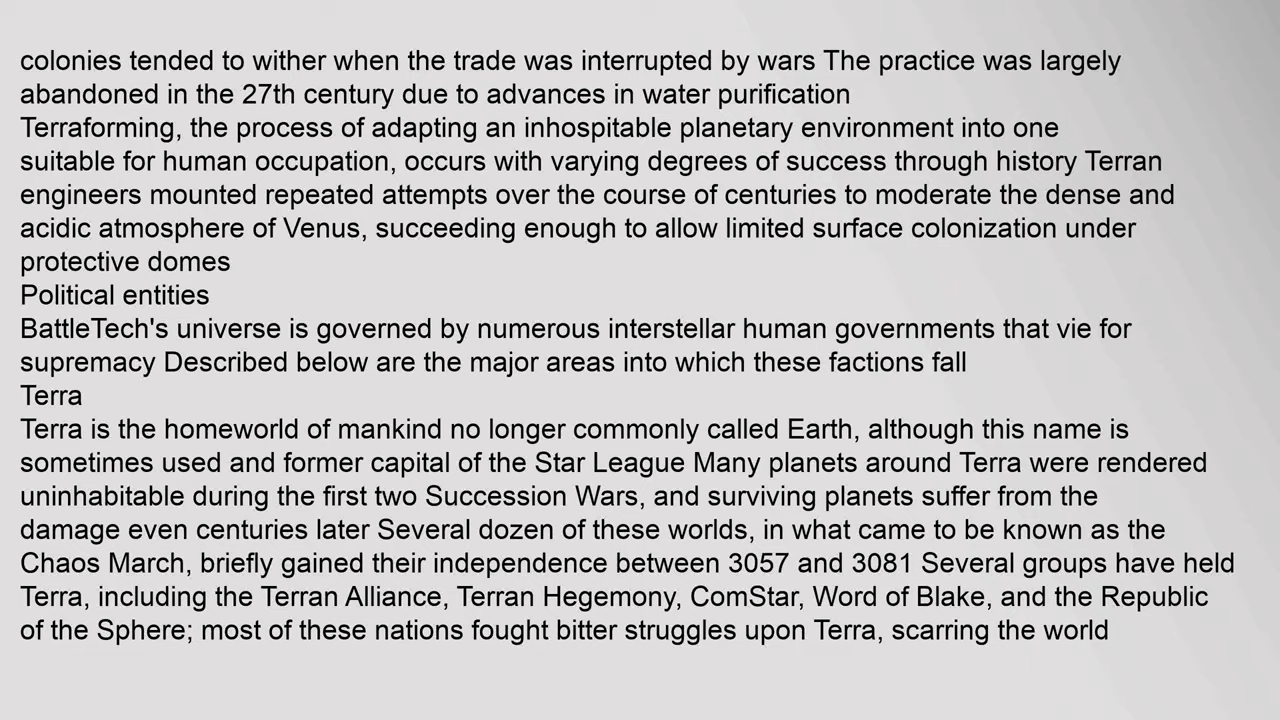 colonies tended to wither when the trade was interrupted by wars The practice was largely
abandoned in the 27th century due to advances in water purification
Terraforming, the process of adapting an inhospitable planetary environment into one
suitable for human occupation, occurs with varying degrees of success through history Terran
engineers mounted repeated attempts over the course of centuries to moderate the dense and
acidic atmosphere of Venus, succeeding enough to allow limited surface colonization under
protective domes
Political entities
BattleTech's universe is governed by numerous interstellar human governments that vie for
supremacy Described below are the major areas into which these factions fall
Terra
Terra is the homeworld of mankind no longer commonly called Earth, although this name is
sometimes used and former capital of the Star League Many planets around Terra were rendered
uninhabitable during the first two Succession Wars, and surviving planets suffer from the
damage even centuries later Several dozen of these worlds, in what came to be known as the
Chaos March, briefly gained their independence between 3057 and 3081 Several groups have held
Terra, including the Terran Alliance, Terran Hegemony, ComStar, Word of Blake, and the Republic
of the Sphere; most of these nations fought bitter struggles upon Terra, scarring the world